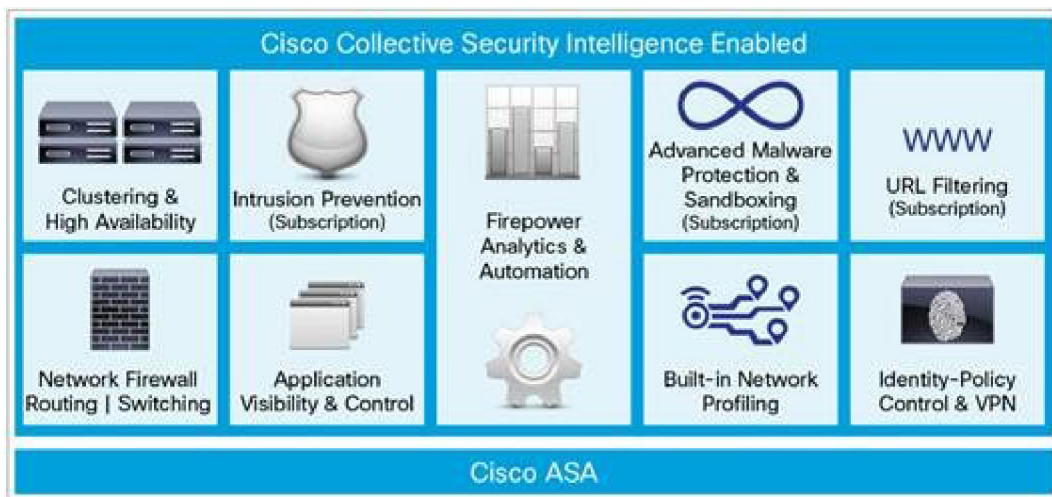 Cisco Collective Security Intelligence Enabled
Clustering &
High Availability
Intrusion Prevention
(Subscription)
Firepower
Analytics &
Automation
Advanced Malware
Protection &
Sandboxing
(Subscription)
WWW
URL Filtering
(Subscription)
Network Firewall
Routing | Switching
Application
Visibility & Control
Built-in Network
Profiling
Identity-Policy
Control & VPN
Cisco ASA